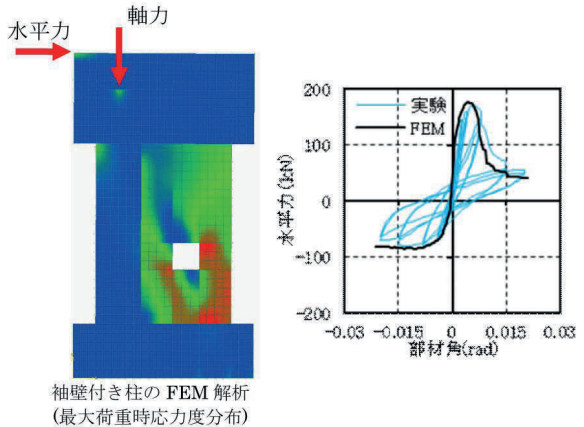 軸力
水平力
袖壁付き柱の FEM 解析
(最大荷重時応力度分布)
水平力(kN)
200
100
0
-100
-200
実験
FEM
-0.03 -0.015 0 0.015 0.03
部材角(rad)